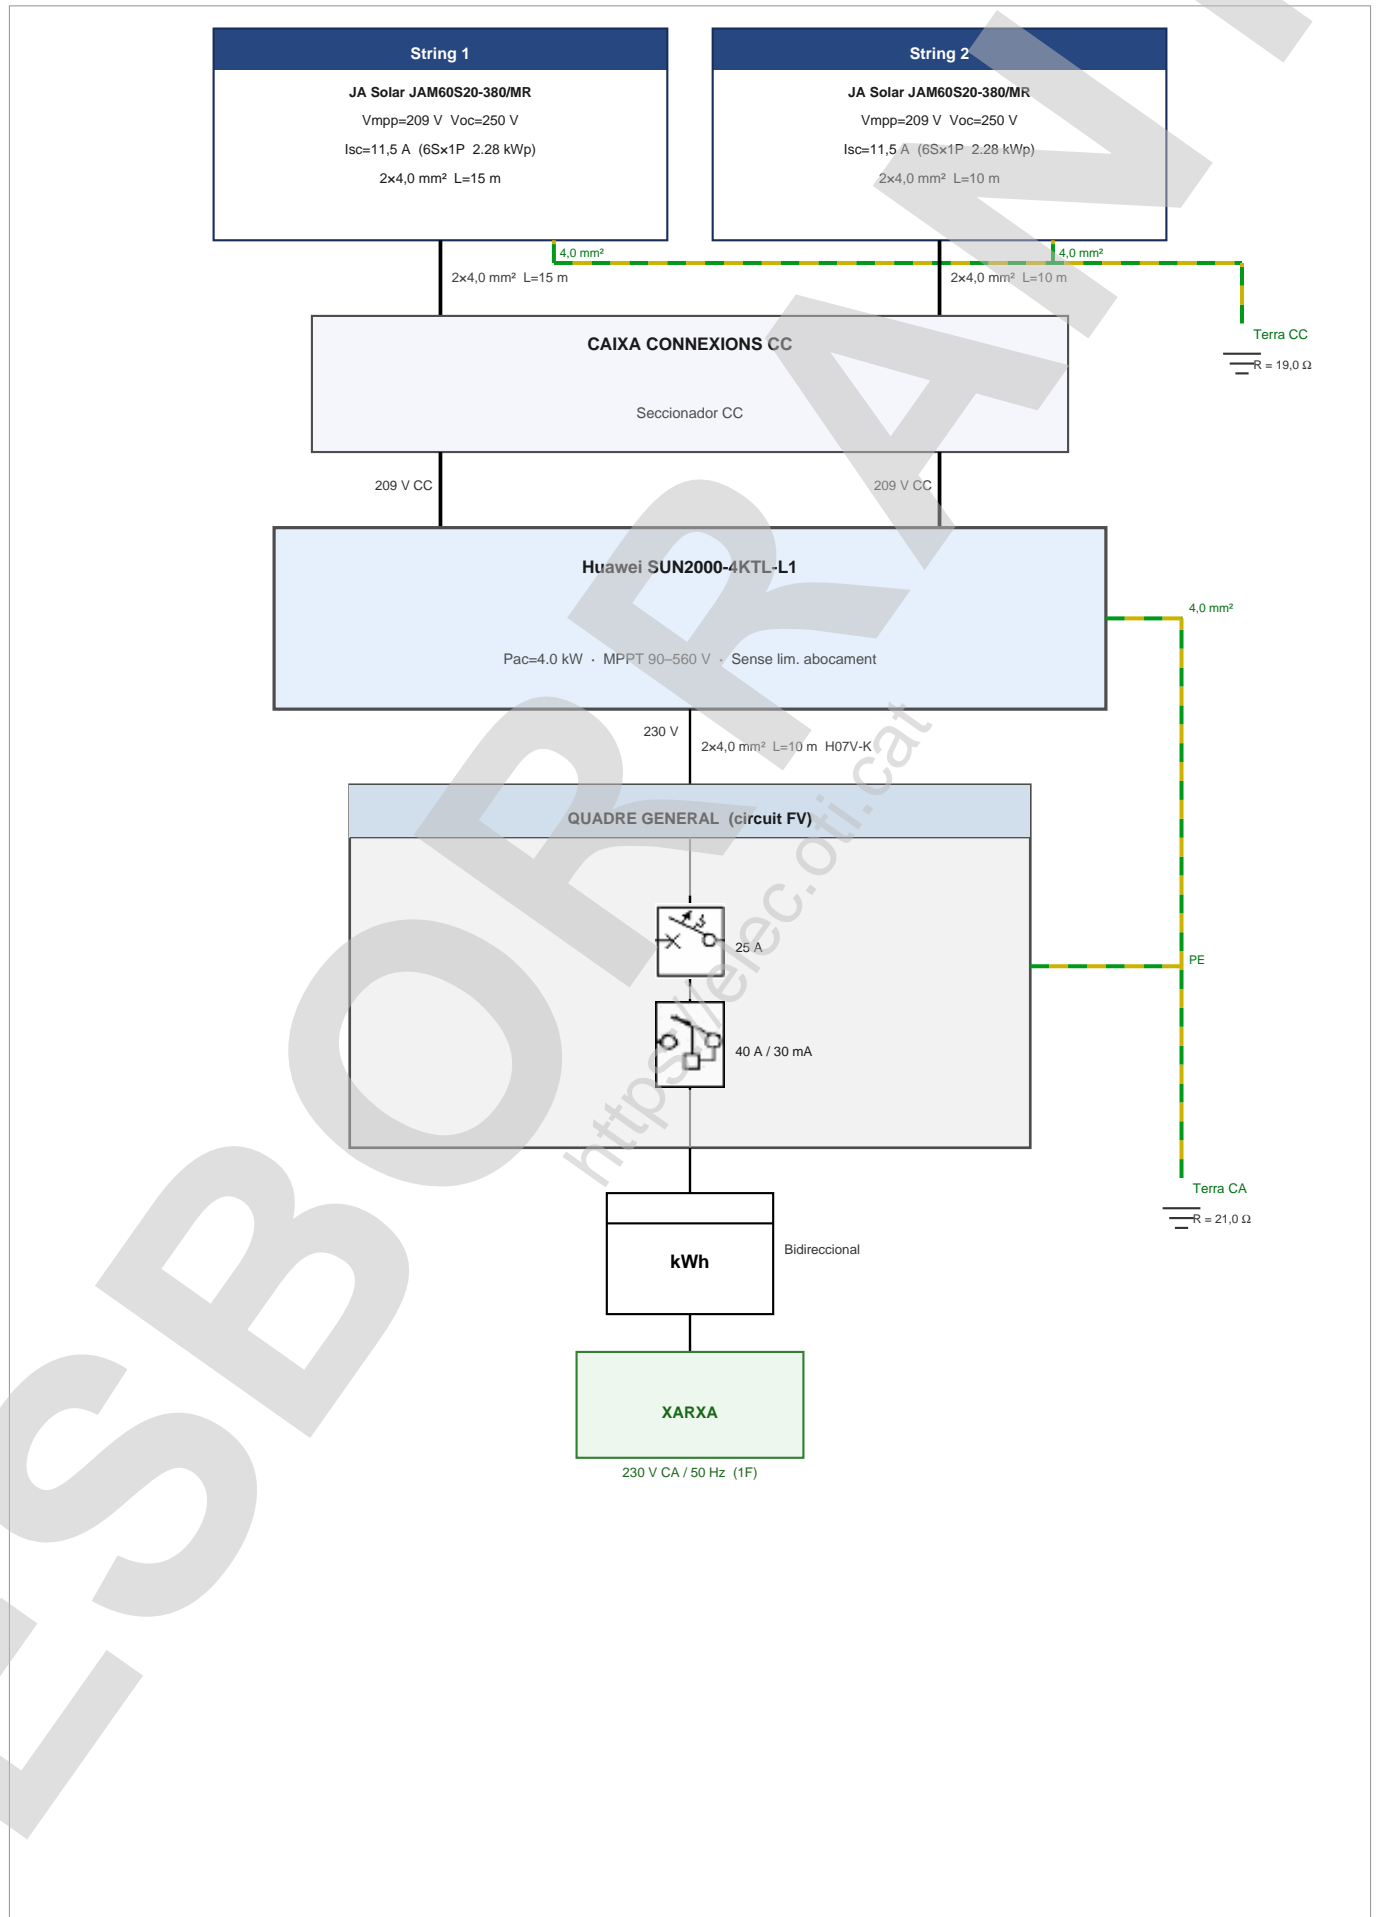 String 1
JA Solar JAM60S20-380/MR
Vmpp=209 V  Voc=250 V
Isc=11,5 A  (6S×1P  2.28 kWp)
2×4,0 mm²  L=15 m
String 2
JA Solar JAM60S20-380/MR
Vmpp=209 V  Voc=250 V
Isc=11,5 A  (6S×1P  2.28 kWp)
2×4,0 mm²  L=10 m
4,0 mm²
4,0 mm²
2×4,0 mm²  L=15 m
2×4,0 mm²  L=10 m
Terra CC
R = 19,0 Ω
CAIXA CONNEXIONS CC
Seccionador CC
209 V CC
209 V CC
Huawei SUN2000-4KTL-L1
Pac=4.0 kW  ·  MPPT 90–560 V  ·  Sense lim. abocament
4,0 mm²
230 V
2×4,0 mm²  L=10 m  H07V-K
QUADRE GENERAL  (circuit FV)
25 A
PE
40 A / 30 mA
Terra CA
R = 21,0 Ω
kWh
Bidireccional
XARXA
230 V CA / 50 Hz  (1F)
https://elec.oti.cat